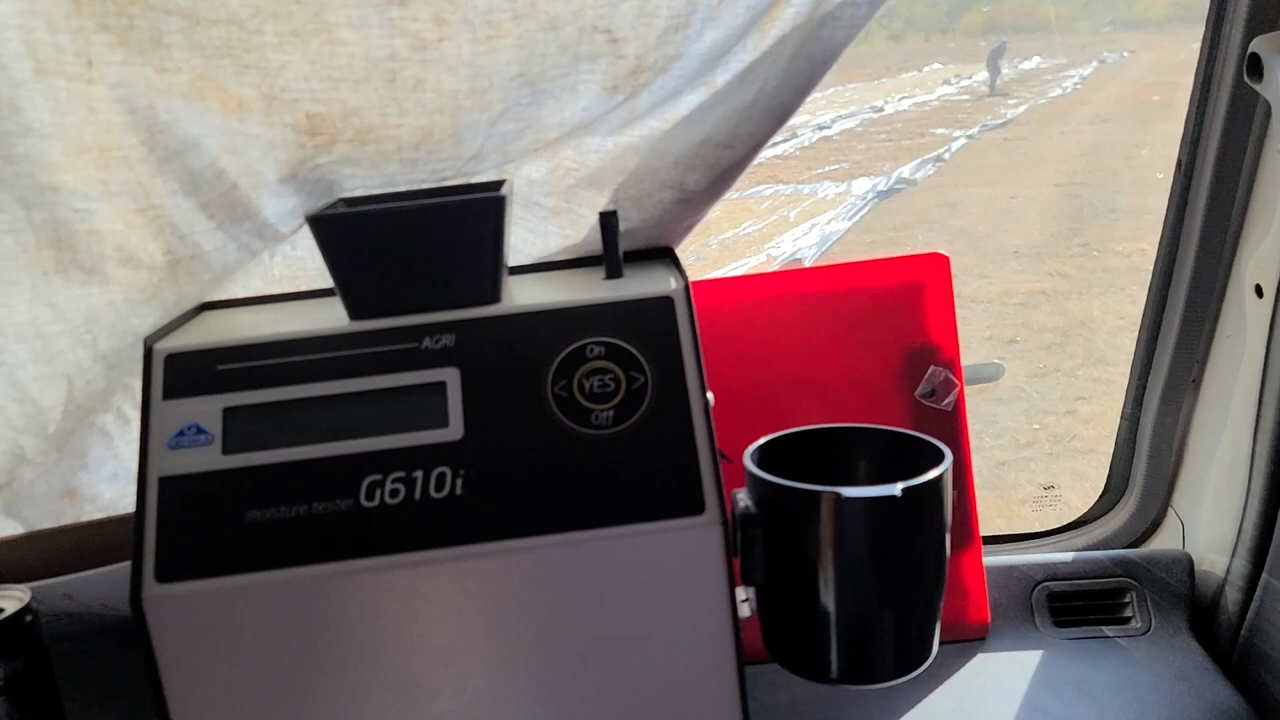 AGRI
On
< YES >
Off
G610i
moisture tester